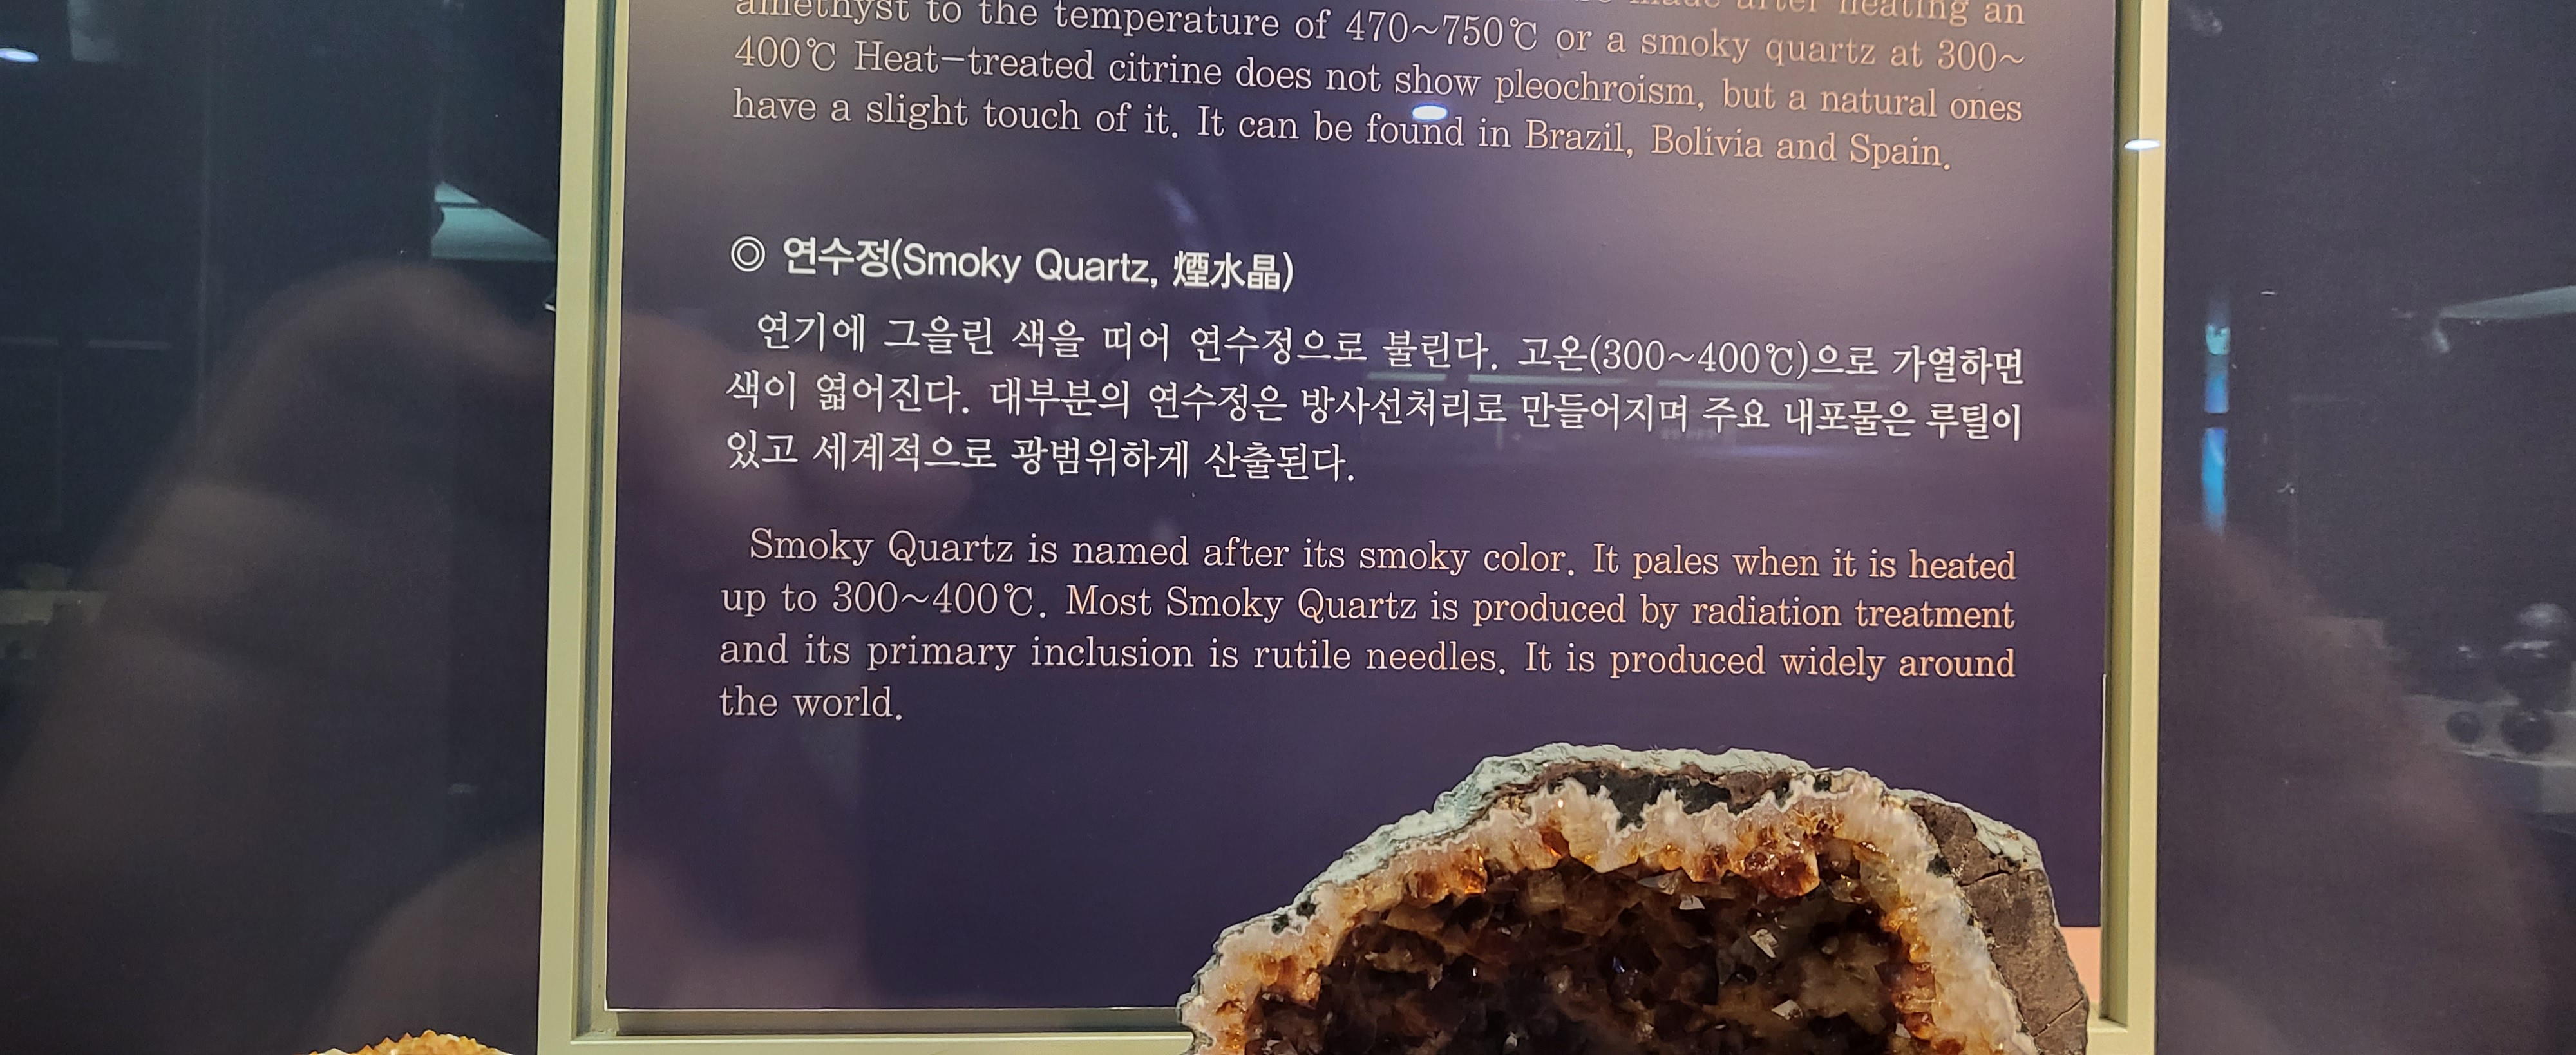 made after heating an
amethyst to the temperature of 470~750℃ or a smoky quartz at 300~
400℃ Heat-treated citrine does not show pleochroism, but a natural ones
have a slight touch of it. It can be found in Brazil, Bolivia and Spain.
◎ 연수정(Smoky Quartz, 煙水晶)
연기에 그을린 색을 띠어 연수정으로 불린다. 고온(300~400℃)으로 가열하면
색이 엷어진다. 대부분의 연수정은 방사선처리로 만들어지며 주요 내포물은 루틸이
있고 세계적으로 광범위하게 산출된다.
Smoky Quartz is named after its smoky color. It pales when it is heated
up to 300~400℃. Most Smoky Quartz is produced by radiation treatment
and its primary inclusion is rutile needles. It is produced widely around
the world.